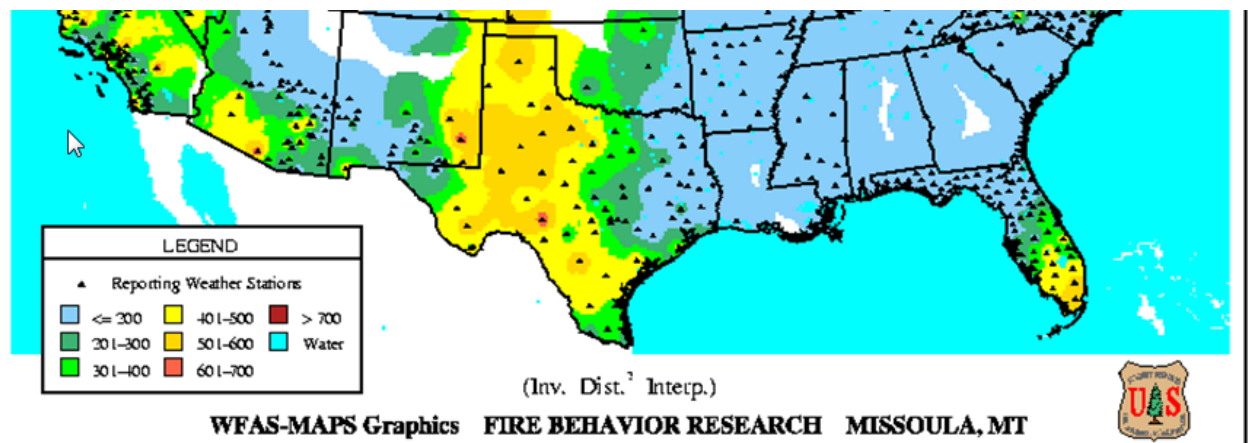 LEGEND
Reporting Weather Stations
<= 200 401-500 > 700
201-300 501-600 Water
301-400 601-700
(Inv. Dist.² Interp.)
WFAS-MAPS Graphics FIRE BEHAVIOR RESEARCH MISSOULA, MT
US